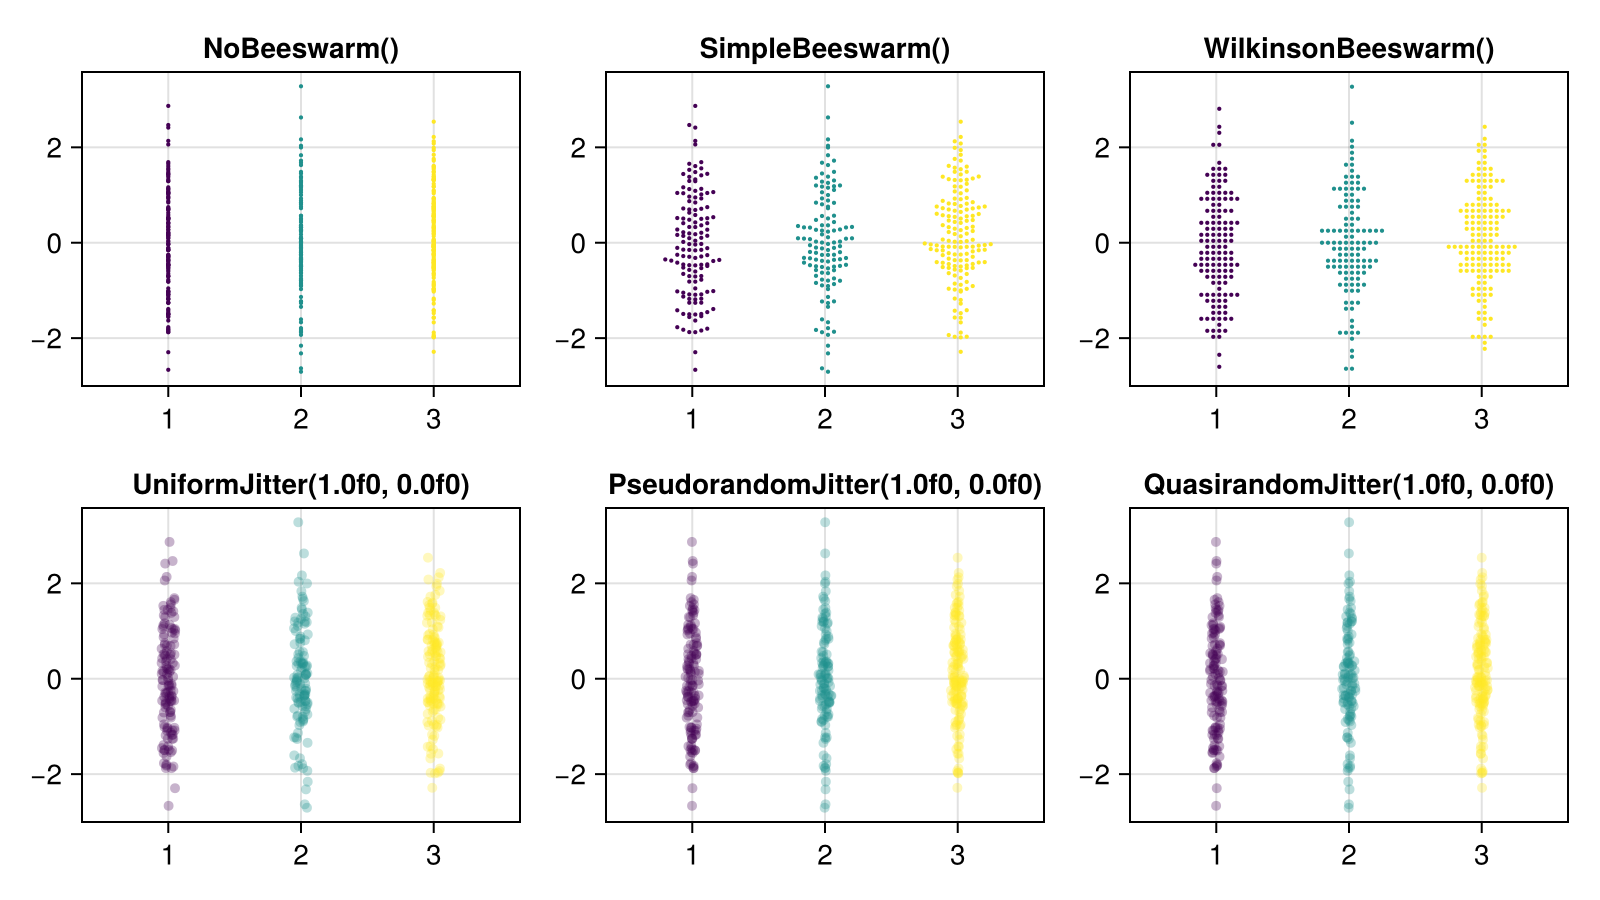 NoBeeswarm()
2
0
−2
1 2 3
SimpleBeeswarm()
2
0
−2
1 2 3
WilkinsonBeeswarm()
2
0
−2
1 2 3
UniformJitter(1.0f0, 0.0f0)
2
0
−2
1 2 3
PseudorandomJitter(1.0f0, 0.0f0)
2
0
−2
1 2 3
QuasirandomJitter(1.0f0, 0.0f0)
2
0
−2
1 2 3